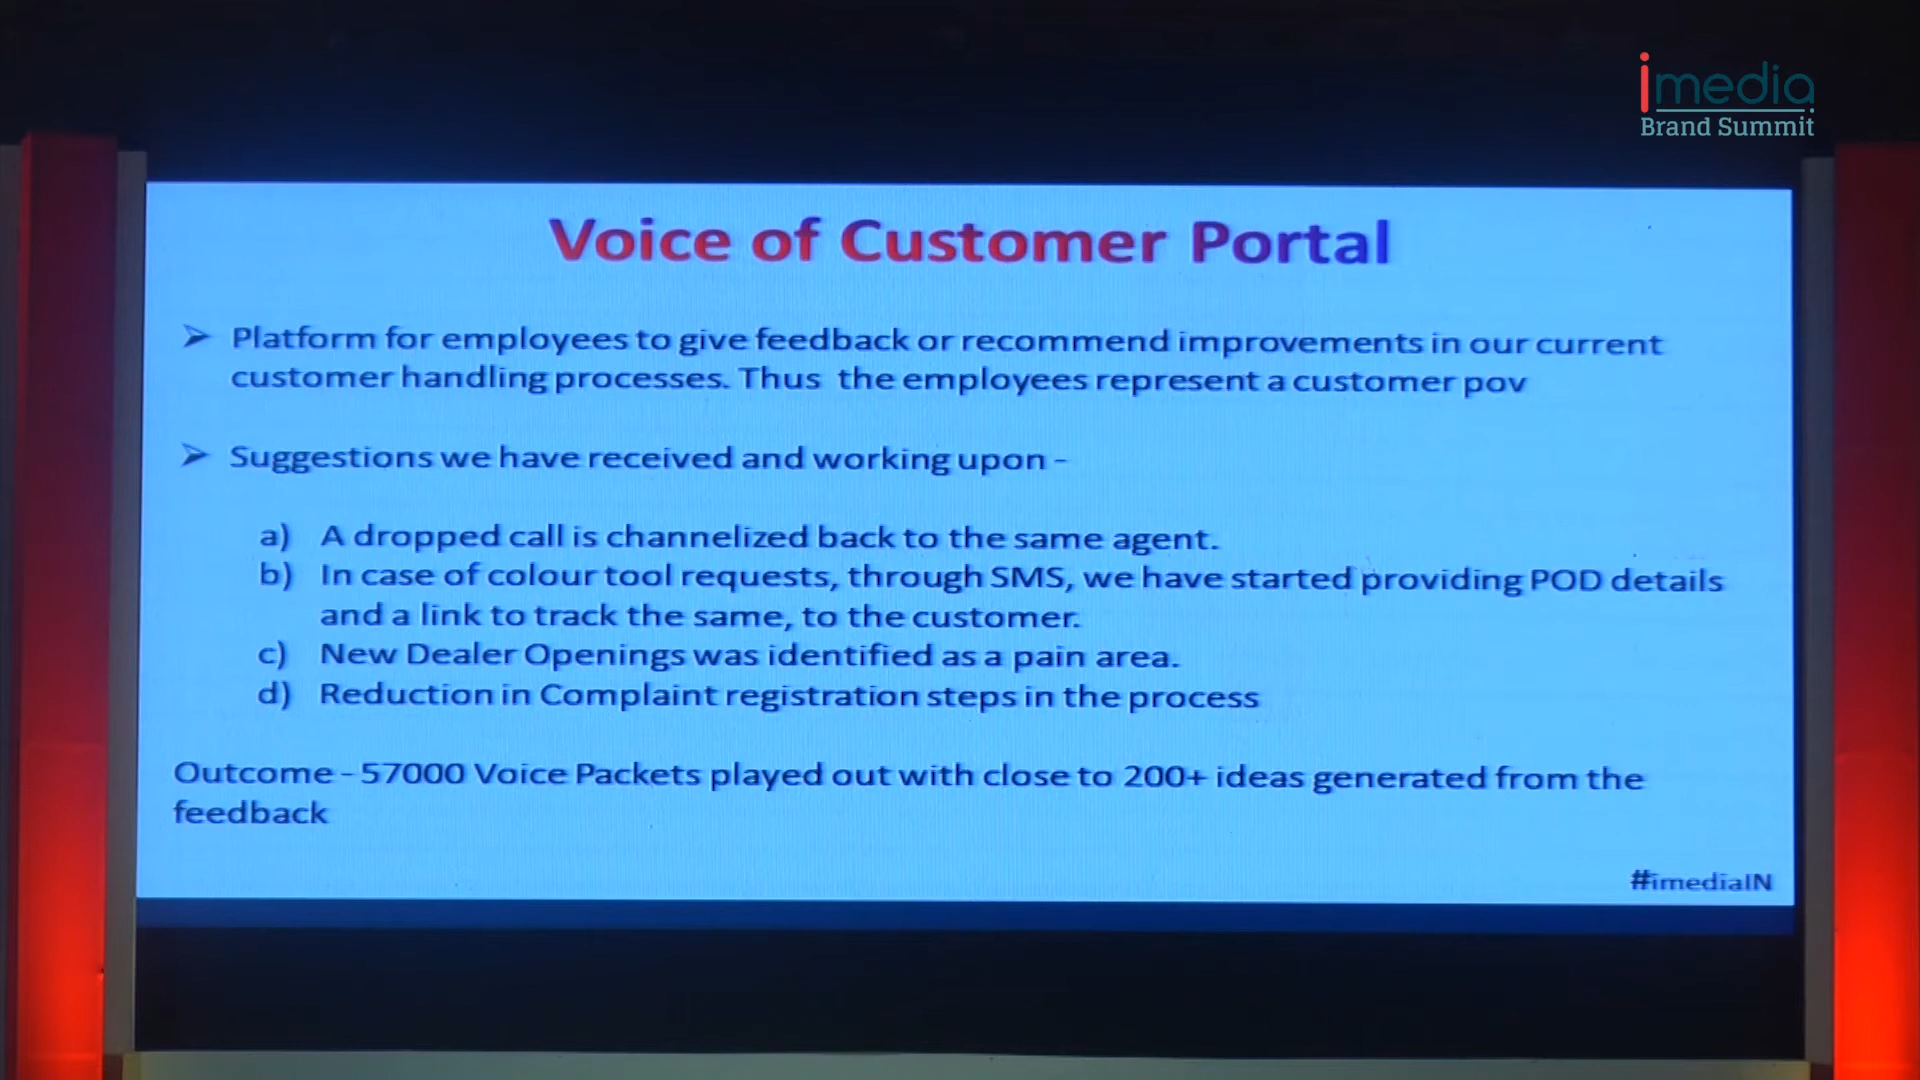 imedia
Brand Summit
Voice of Customer Portal
➢ Platform for employees to give feedback or recommend improvements in our current
customer handling processes. Thus the employees represent a customer pov
➢ Suggestions we have received and working upon -
a) A dropped call is channelized back to the same agent.
b) In case of colour tool requests, through SMS, we have started providing POD details
and a link to track the same, to the customer.
c) New Dealer Openings was identified as a pain area.
d) Reduction in Complaint registration steps in the process
Outcome - 57000 Voice Packets played out with close to 200+ ideas generated from the
feedback
#imediaIN